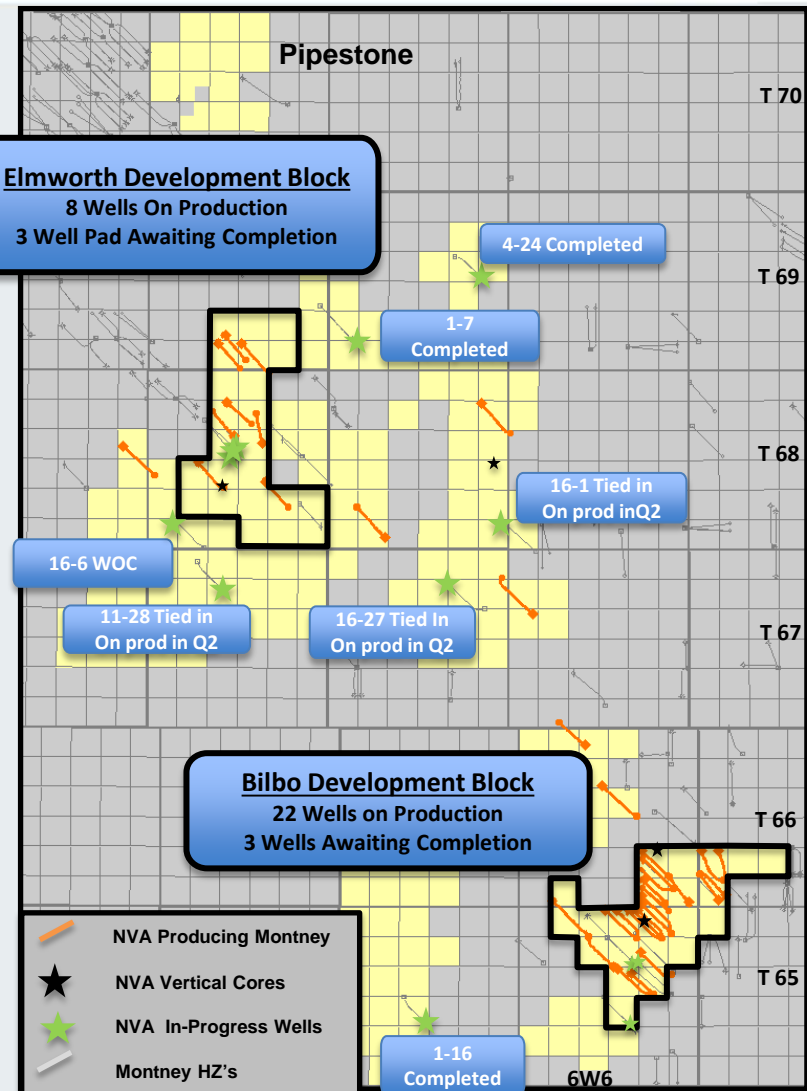 Pipestone
T 70
Elmworth Development Block
8 Wells On Production
3 Well Pad Awaiting Completion
4-24 Completed
T 69
1-7
Completed
T 68
16-1 Tied in
On prod inQ2
16-6 WOC
11-28 Tied in
On prod in Q2
16-27 Tied In
On prod in Q2
T 67
Bilbo Development Block
22 Wells on Production
3 Wells Awaiting Completion
T 66
NVA Producing Montney
NVA Vertical Cores
NVA In-Progress Wells
Montney HZ's
T 65
1-16
Completed
6W6